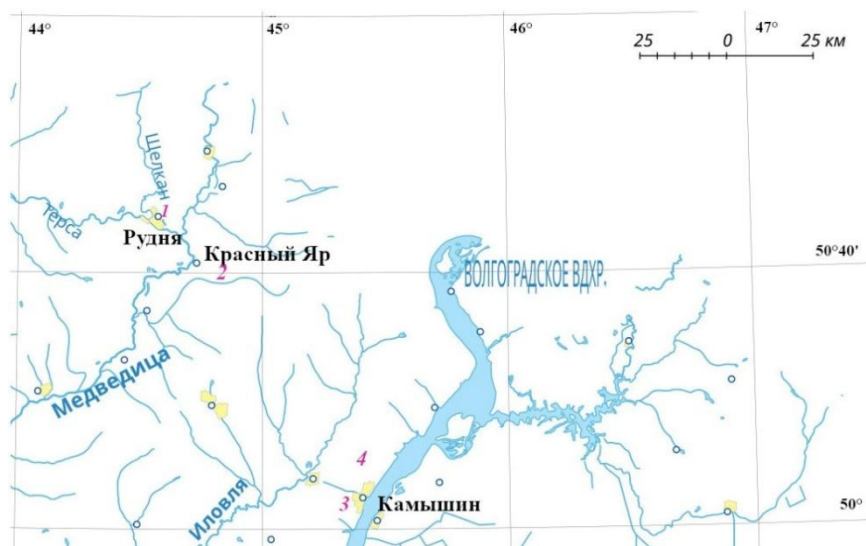 44°
45°
46°
47°
25 0 25 км
Щелкан
1
Терса
Рудня
Красный Яр
2
50°40'
ВОЛГОГРАДСКОЕ ВДХР.
Медведица
4
3
Камышин
Иловля
50°